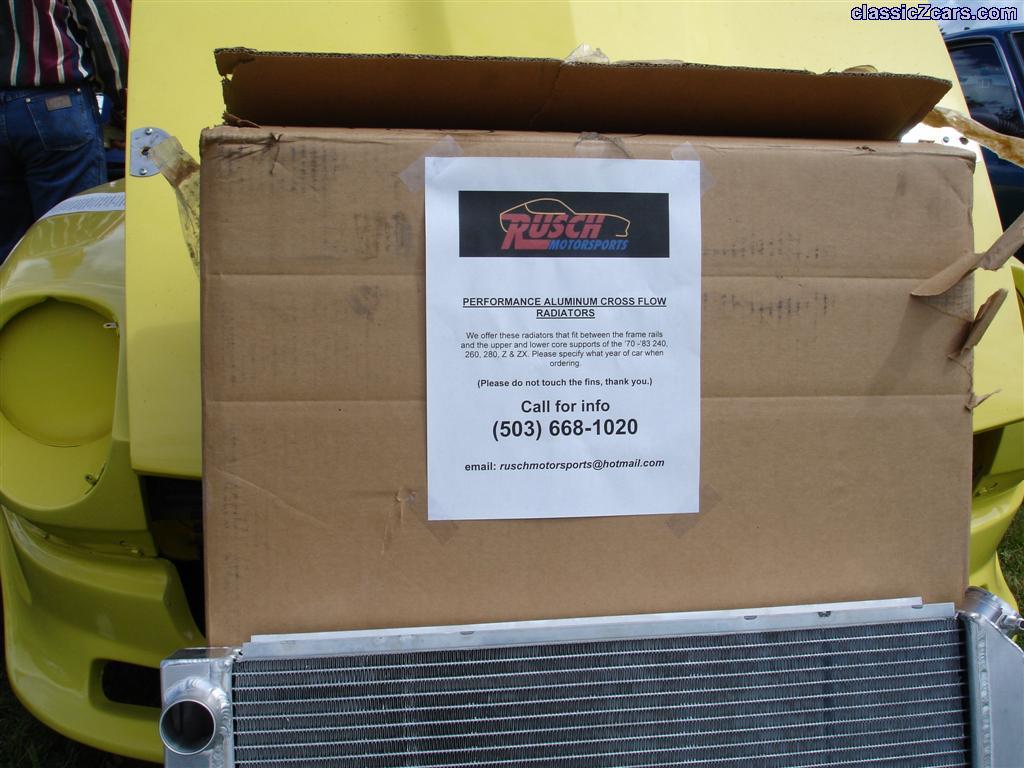 classicZcars.com
RUSCH
MOTORSPORTS
PERFORMANCE ALUMINUM CROSS FLOW
RADIATORS
We offer these radiators that fit between the frame rails
and the upper and lower core supports of the '70 -'83 240,
260, 280, Z & ZX. Please specify what year of car when
ordering.
(Please do not touch the fins, thank you.)
Call for info
(503) 668-1020
email: ruschmotorsports@hotmail.com